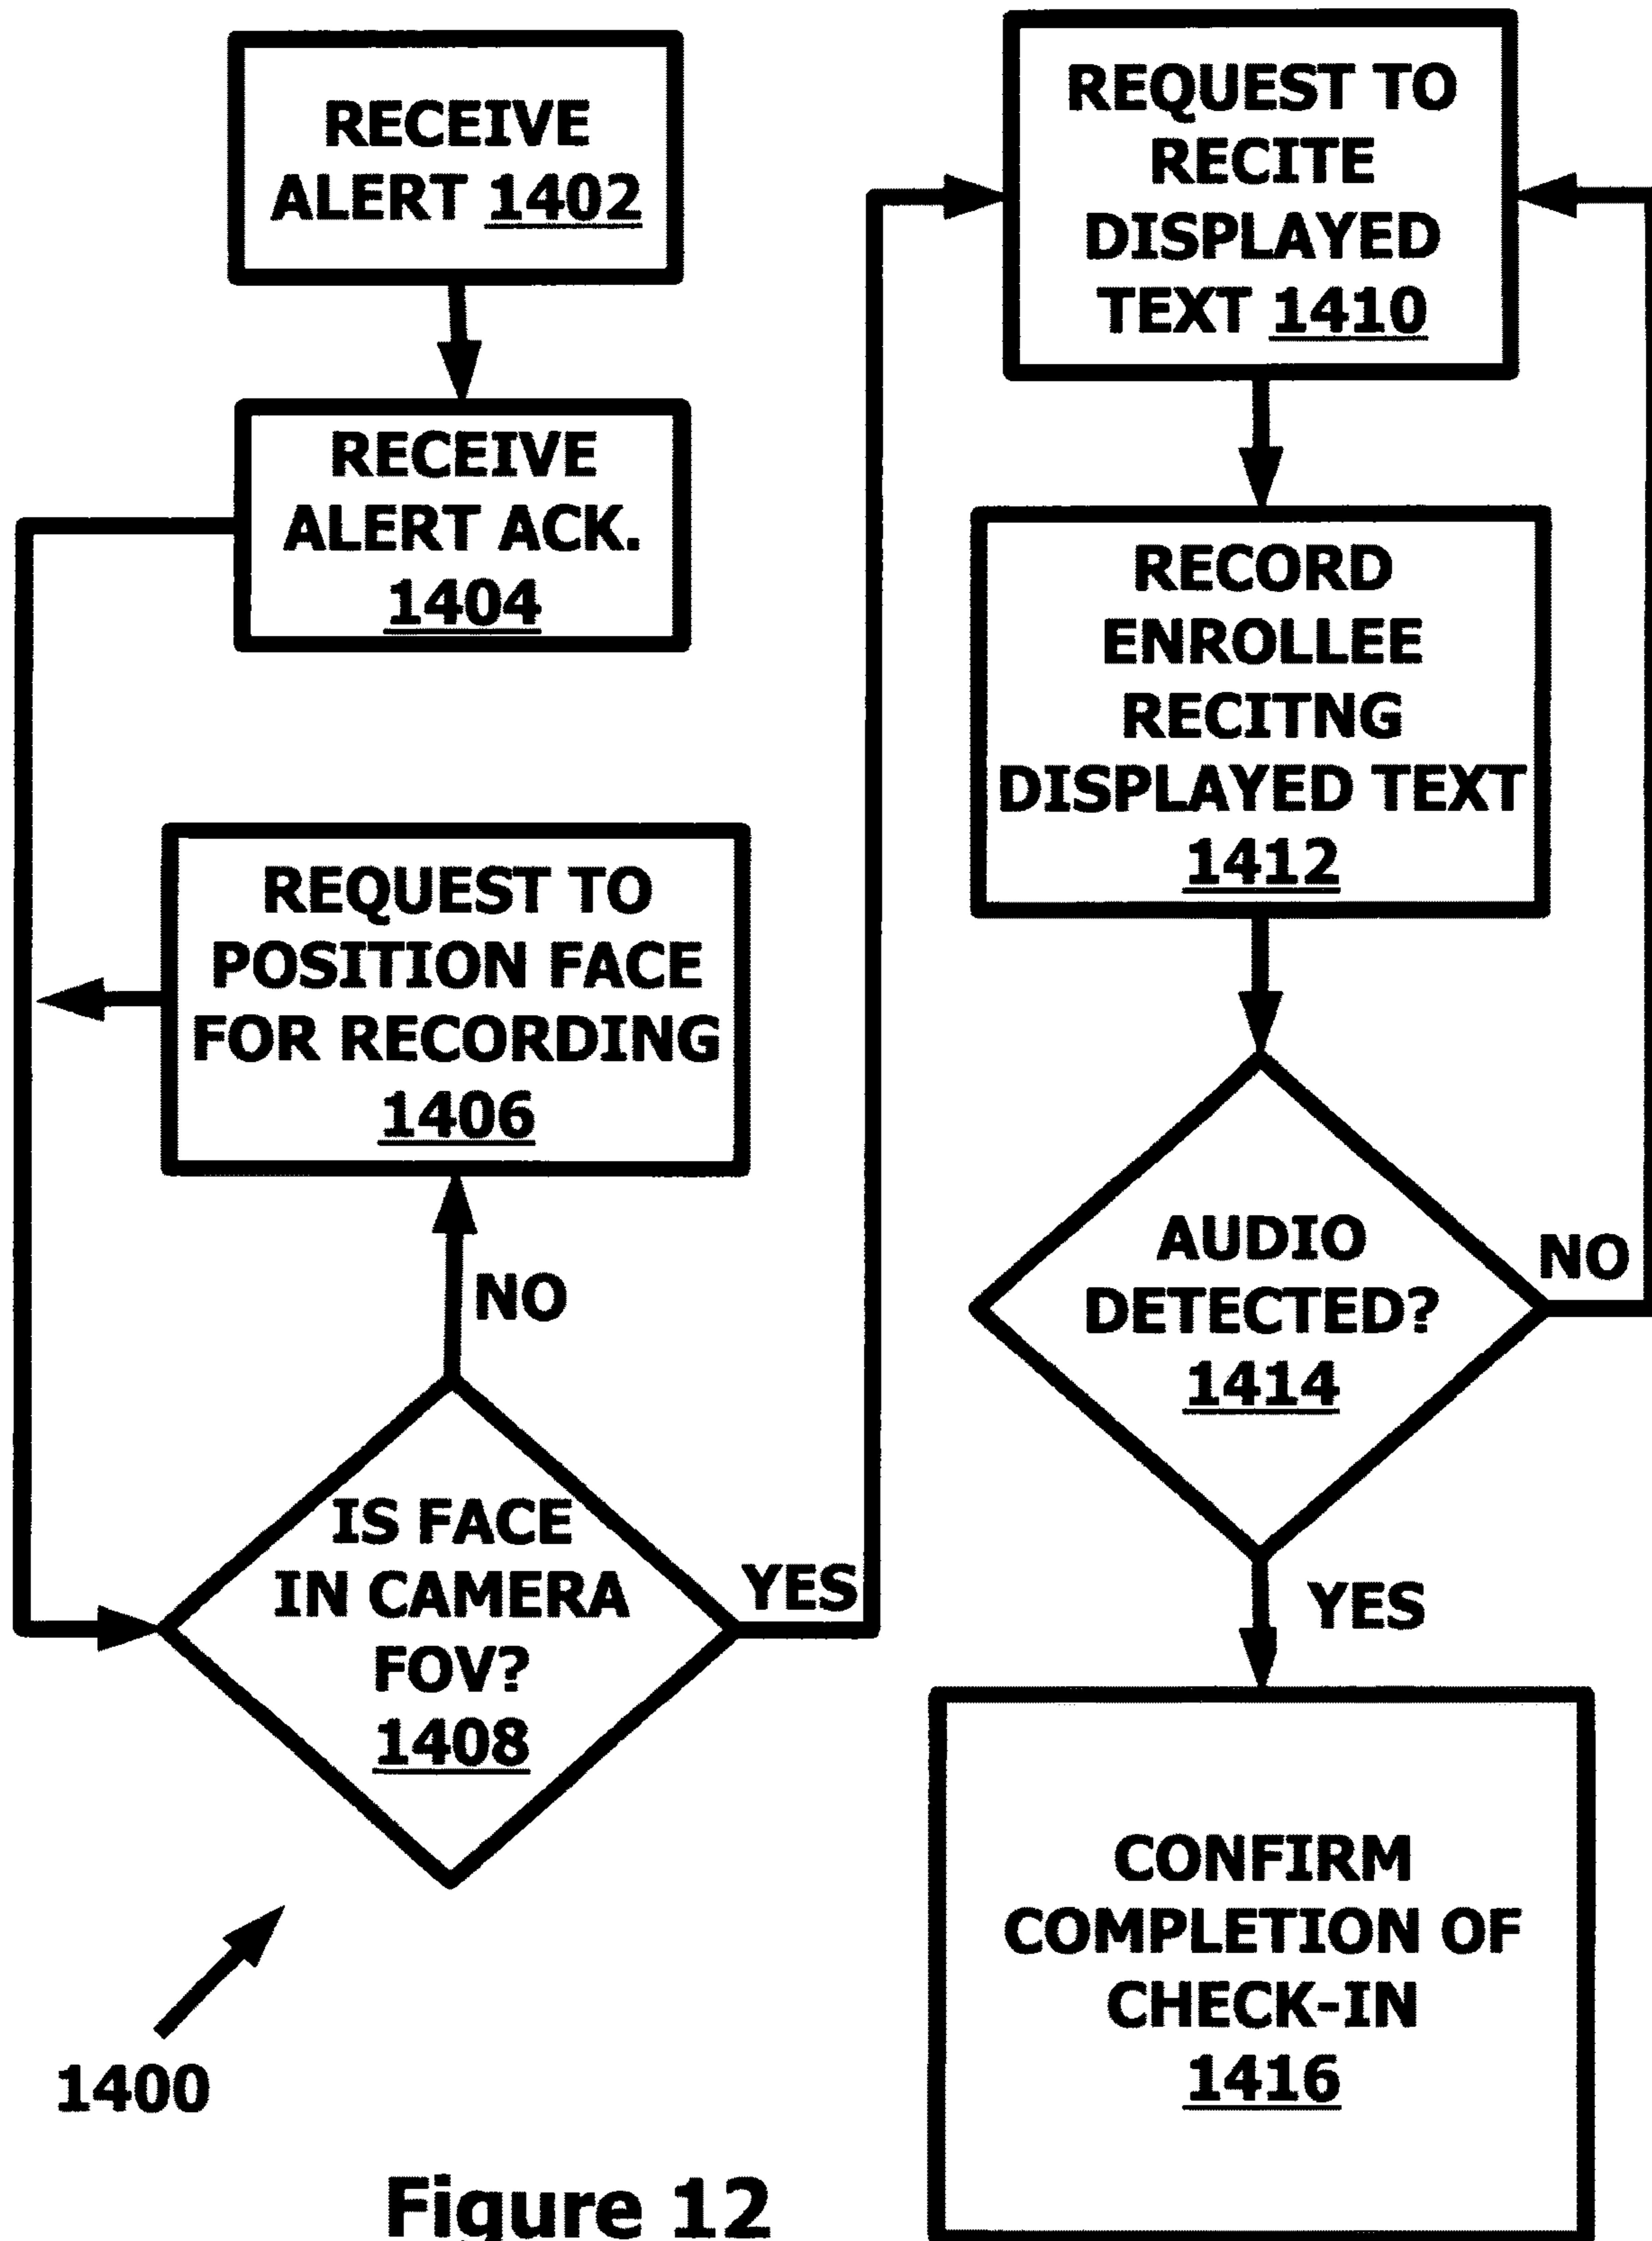 RECEIVE
ALERT 1402
RECEIVE
ALERT ACK.
1404
REQUEST TO
POSITION FACE
FOR RECORDING
1406
NO
IS FACE
IN CAMERA
FOV?
1408
YES
1400
REQUEST TO
RECITE
DISPLAYED
TEXT 1410
RECORD
ENROLLEE
RECITNG
DISPLAYED TEXT
1412
AUDIO
DETECTED?
1414
NO
YES
CONFIRM
COMPLETION OF
CHECK-IN
1416
Figure 12